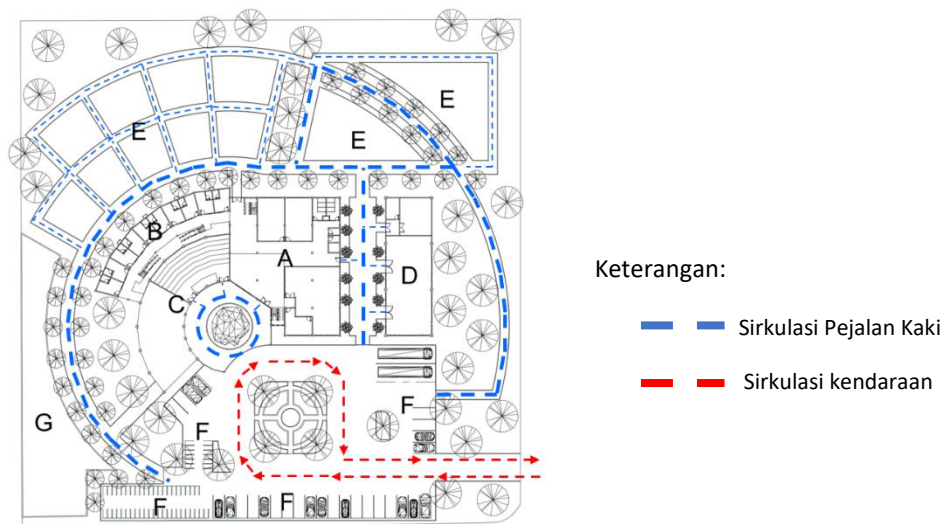 E
E
E
B
A
D
C
G
F
F
F
F
Keterangan:
Sirkulasi Pejalan Kaki
Sirkulasi kendaraan